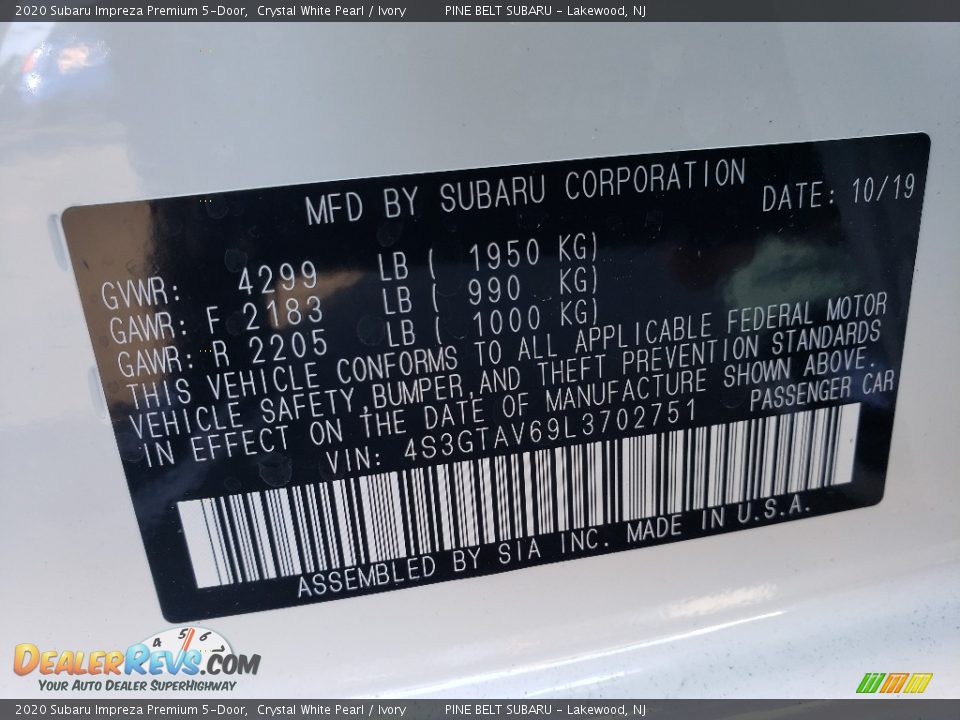 2020 Subaru Impreza Premium 5-Door, Crystal White Pearl / Ivory PINE BELT SUBARU - Lakewood, NJ
MFD BY SUBARU CORPORATION DATE: 10/19
GVWR: 4299 LB ( 1950 KG)
GAWR: F 2183 LB ( 990 KG)
GAWR: R 2205 LB ( 1000 KG)
THIS VEHICLE CONFORMS TO ALL APPLICABLE FEDERAL MOTOR
VEHICLE SAFETY,BUMPER,AND THEFT PREVENTION STANDARDS
IN EFFECT ON THE DATE OF MANUFACTURE SHOWN ABOVE.
VIN: 4S3GTAV69L3702751 PASSENGER CAR
ASSEMBLED BY SIA INC. MADE IN U.S.A.
4 5 6
DEALERREVS.COM
YOUR AUTO DEALER SUPERHIGHWAY
2020 Subaru Impreza Premium 5-Door, Crystal White Pearl / Ivory PINE BELT SUBARU - Lakewood, NJ